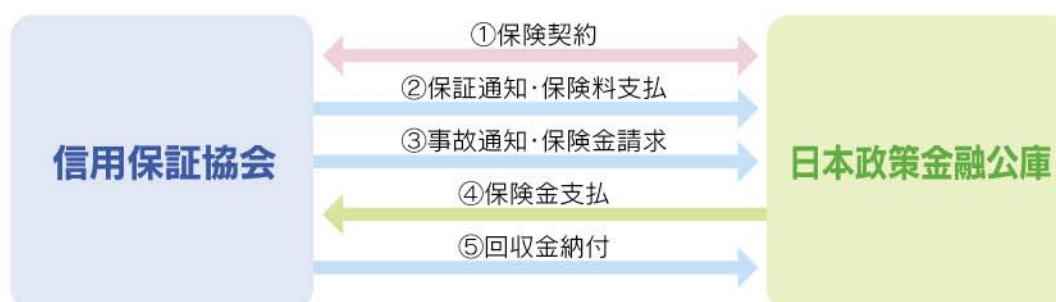 ①保険契約
②保証通知・保険料支払
③事故通知・保険金請求
信用保証協会
日本政策金融公庫
④保険金支払
⑤回収金納付